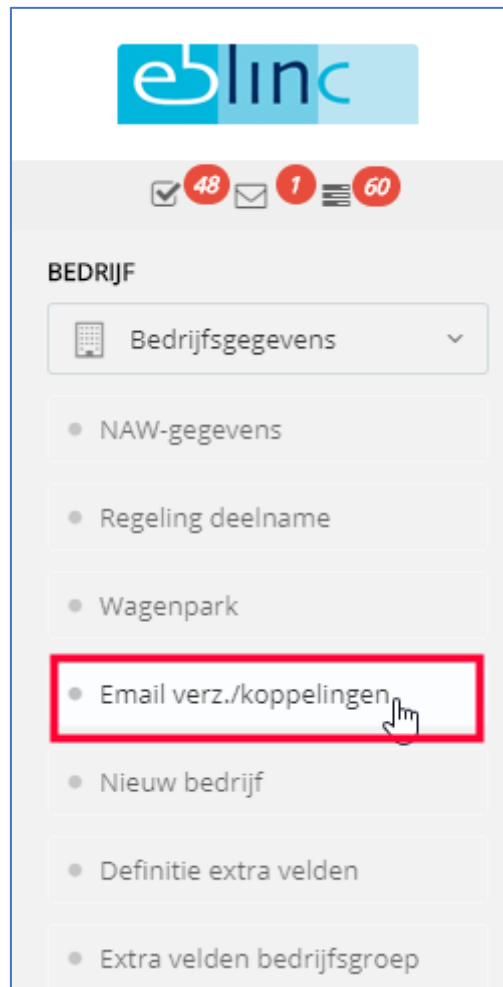 eblinc
48 1 60
BEDRIJF
Bedrijfsgegevens
NAW-gegevens
Regeling deelname
Wagenpark
Email verz./koppelingen
Nieuw bedrijf
Definitie extra velden
Extra velden bedrijfsgroep